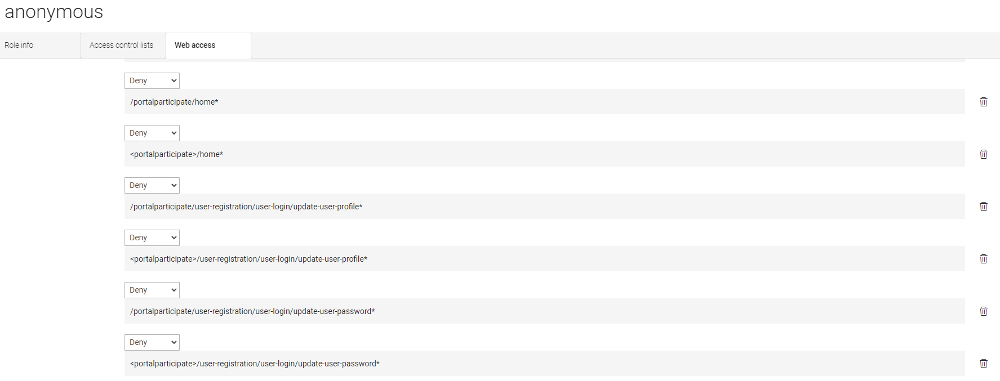 anonymous
Role info Access control lists Web access
Deny
/portalparticipate/home*
Deny
<portalparticipate>/home*
Deny
/portalparticipate/user-registration/user-login/update-user-profile*
Deny
<portalparticipate>/user-registration/user-login/update-user-profile*
Deny
/portalparticipate/user-registration/user-login/update-user-password*
Deny
<portalparticipate>/user-registration/user-login/update-user-password*